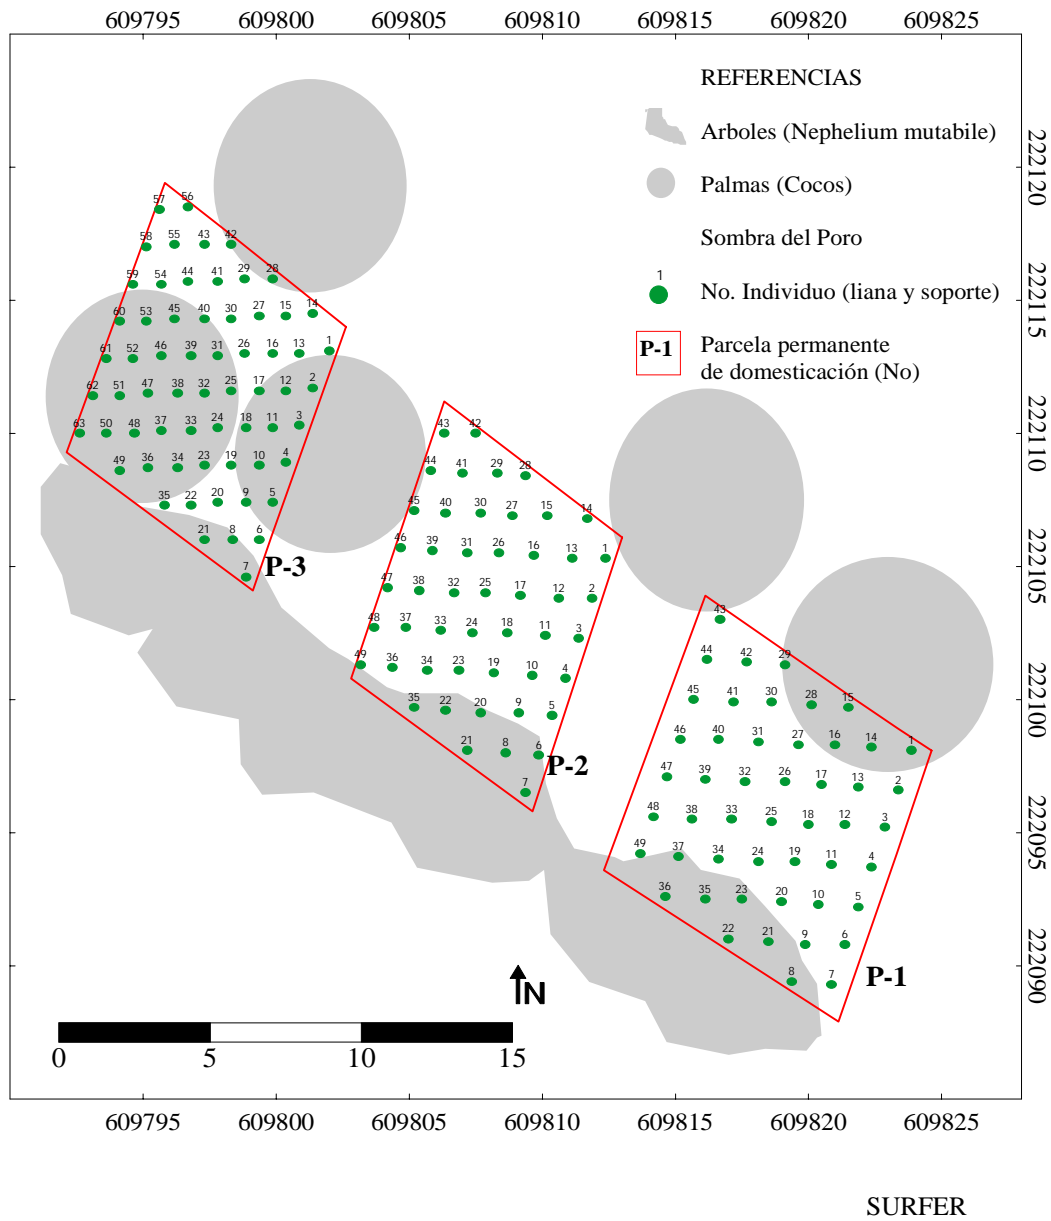 609795 609800 609805 609810 609815 609820 609825
REFERENCIAS
Arboles (Nephelium mutabile)
Palmas (Cocos)
Sombra del Poro
1
No. Individuo (liana y soporte)
P-1
Parcela permanente
de domesticación (No)
222120
222115
222110
222105
222100
222095
222090
57 56
58 55 43 42
59 54 44 41 29 28
60 53 45 40 30 27 15 14
61 52 46 39 31 26 16 13 1
62 51 47 38 32 25 17 12 2
63 50 48 37 33 24 18 11 3
49 36 34 23 19 10 4
35 22 20 9 5
21 8 6
7
P-3
43 42
44 41 29 28
45 40 30 27 15 14
46 39 31 26 16 13 1
47 38 32 25 17 12 2
48 37 33 24 18 11 3
49 36 34 23 19 10 4
35 22 20 9 5
21 8 6
7
P-2
43
44 42 29
45 41 30 28 15
46 40 31 27 16 14 1
47 39 32 26 17 13 2
48 38 33 25 18 12 3
49 37 34 24 19 11 4
36 35 23 20 10 5
22 21 9 6
8 7
P-1
N
0 5 10 15
609795 609800 609805 609810 609815 609820 609825
SURFER